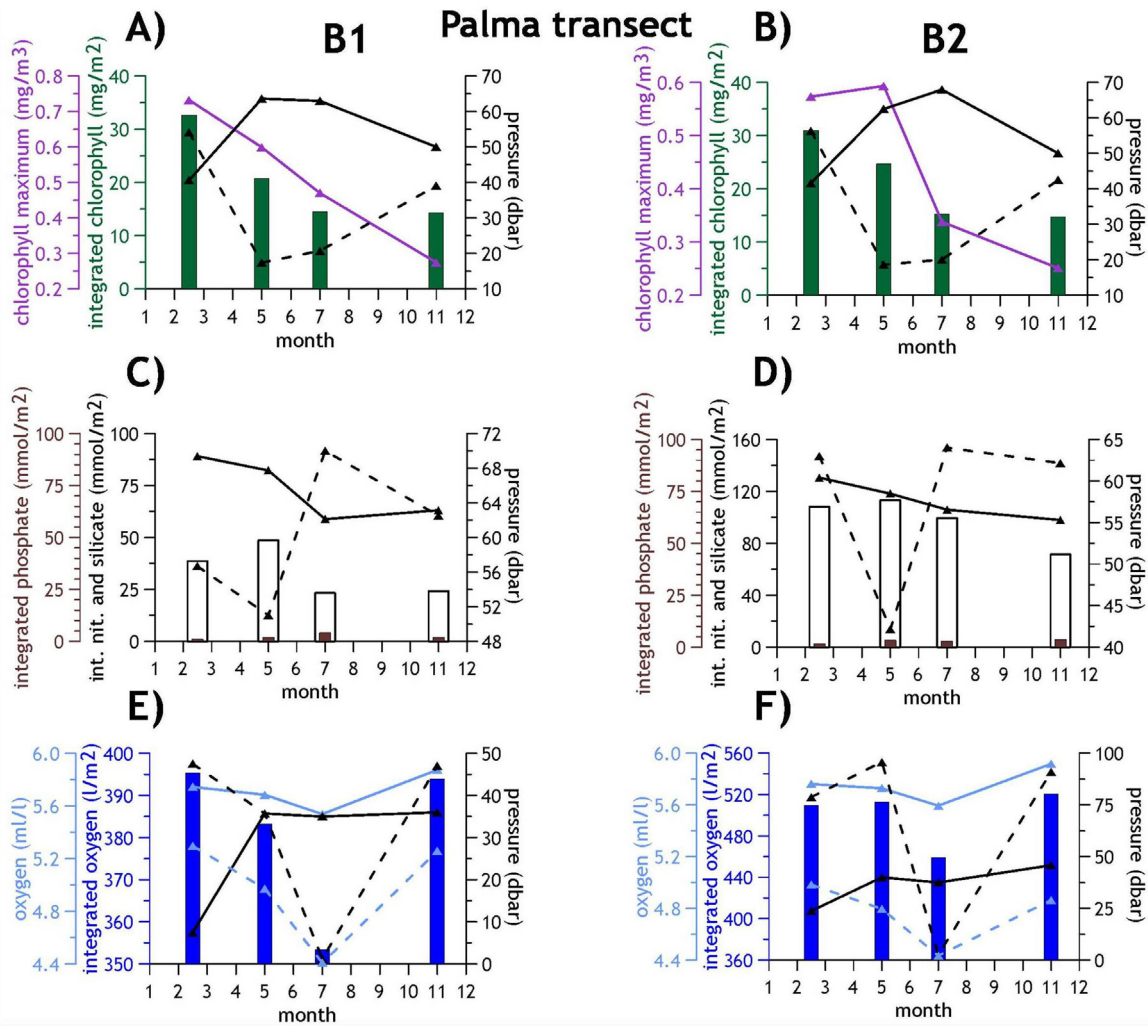 Palma transect
A)
B1
chlorophyll maximum (mg/m3)
0.8
0.7
0.6
0.5
0.4
0.3
0.2
integrated chlorophyll (mg/m2)
40
30
20
10
0
70
60
50
40
30
20
10
pressure (dbar)
1 2 3 4 5 6 7 8 9 10 11 12
month
B)
B2
chlorophyll maximum (mg/m3)
0.6
0.5
0.4
0.3
0.2
integrated chlorophyll (mg/m2)
40
30
20
10
0
70
60
50
40
30
20
10
pressure (dbar)
1 2 3 4 5 6 7 8 9 10 11 12
month
C)
integrated phosphate (mmol/m2)
100
75
50
25
0
int. nit. and silicate (mmol/m2)
100
75
50
25
0
72
68
64
60
56
52
48
pressure (dbar)
1 2 3 4 5 6 7 8 9 10 11 12
month
D)
integrated phosphate (mmol/m2)
100
75
50
25
0
int. nit. and silicate (mmol/m2)
160
120
80
40
0
65
60
55
50
45
40
pressure (dbar)
1 2 3 4 5 6 7 8 9 10 11 12
month
E)
oxygen (ml/l)
6.0
5.6
5.2
4.8
4.4
integrated oxygen (l/m2)
400
390
380
370
360
350
50
40
30
20
10
0
pressure (dbar)
1 2 3 4 5 6 7 8 9 10 11 12
month
F)
oxygen (ml/l)
6.0
5.6
5.2
4.8
4.4
integrated oxygen (l/m2)
560
520
480
440
400
360
100
75
50
25
0
pressure (dbar)
1 2 3 4 5 6 7 8 9 10 11 12
month